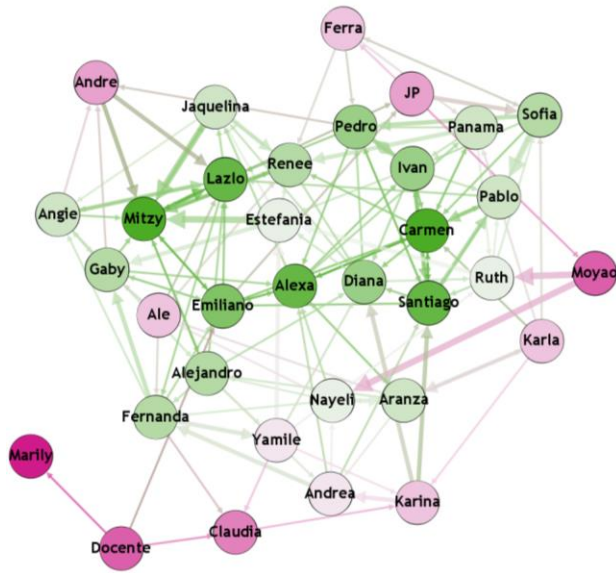 Ferra
Andre
JP
Jaquelina
Sofia
Pedro
Panama
Renee
Ivan
Lazlo
Pablo
Angie
Mitzy
Estefania
Carmen
Gaby
Alexa
Diana
Ruth
Moyao
Ale
Emiliano
Santiago
Karla
Alejandro
Nayeli
Aranza
Fernanda
Yamile
Marily
Andrea
Karina
Claudia
Docente